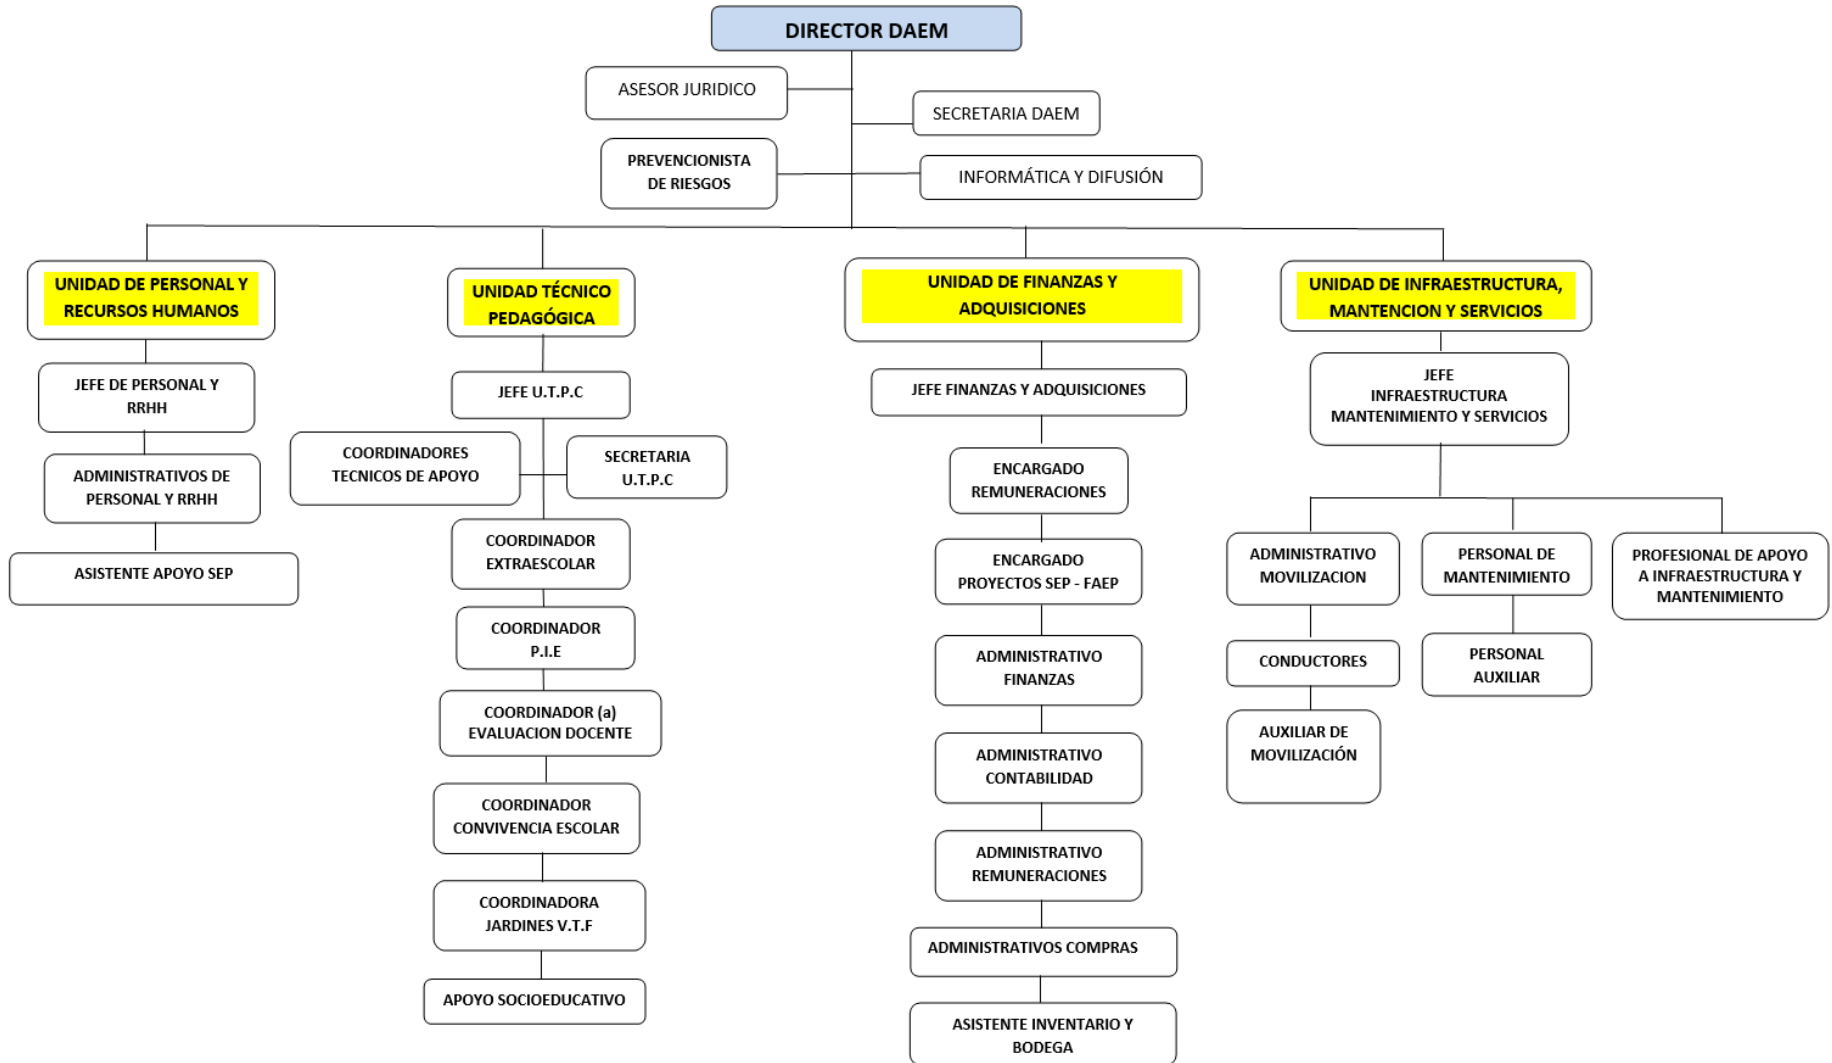 DIRECTOR DAEM
ASESOR JURIDICO
SECRETARIA DAEM
PREVENCIONISTA
DE RIESGOS
INFORMÁTICA Y DIFUSIÓN
UNIDAD DE PERSONAL Y
RECURSOS HUMANOS
JEFE DE PERSONAL Y
RRHH
ADMINISTRATIVOS DE
PERSONAL Y RRHH
ASISTENTE APOYO SEP
UNIDAD TÉCNICO
PEDAGÓGICA
JEFE U.T.P.C
COORDINADORES
TECNICOS DE APOYO
SECRETARIA
U.T.P.C
COORDINADOR
EXTRAESCOLAR
COORDINADOR
P.I.E
COORDINADOR (a)
EVALUACION DOCENTE
COORDINADOR
CONVIVENCIA ESCOLAR
COORDINADORA
JARDINES V.T.F
APOYO SOCIOEDUCATIVO
UNIDAD DE FINANZAS Y
ADQUISICIONES
JEFE FINANZAS Y ADQUISICIONES
ENCARGADO
REMUNERACIONES
ENCARGADO
PROYECTOS SEP - FAEP
ADMINISTRATIVO
FINANZAS
ADMINISTRATIVO
CONTABILIDAD
ADMINISTRATIVO
REMUNERACIONES
ADMINISTRATIVOS COMPRAS
ASISTENTE INVENTARIO Y
BODEGA
UNIDAD DE INFRAESTRUCTURA,
MANTENCION Y SERVICIOS
JEFE
INFRAESTRUCTURA
MANTENIMIENTO Y SERVICIOS
ADMINISTRATIVO
MOVILIZACION
CONDUCTORES
AUXILIAR DE
MOVILIZACIÓN
PERSONAL DE
MANTENIMIENTO
PERSONAL
AUXILIAR
PROFESIONAL DE APOYO
A INFRAESTRUCTURA Y
MANTENIMIENTO